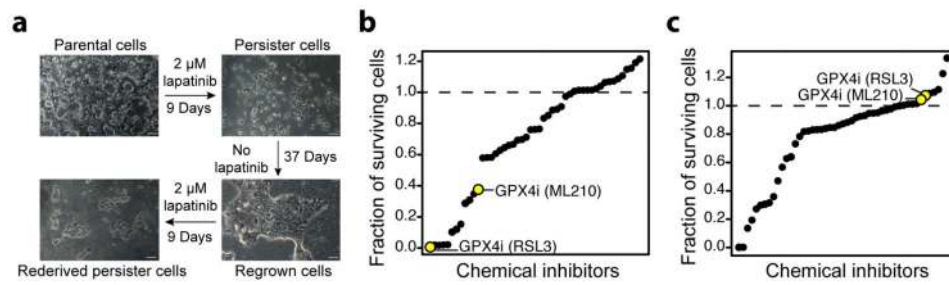 a
Parental cells
2 μM
lapatinib
9 Days
Persister cells
No
lapatinib
37 Days
2 μM
lapatinib
9 Days
Rederived persister cells
Regrown cells
b
Fraction of surviving cells
1.2
1.0
0.8
0.6
0.4
0.2
0.0
GPX4i (ML210)
GPX4i (RSL3)
Chemical inhibitors
c
Fraction of surviving cells
1.2
1.0
0.8
0.6
0.4
0.2
0.0
GPX4i (RSL3)
GPX4i (ML210)
Chemical inhibitors